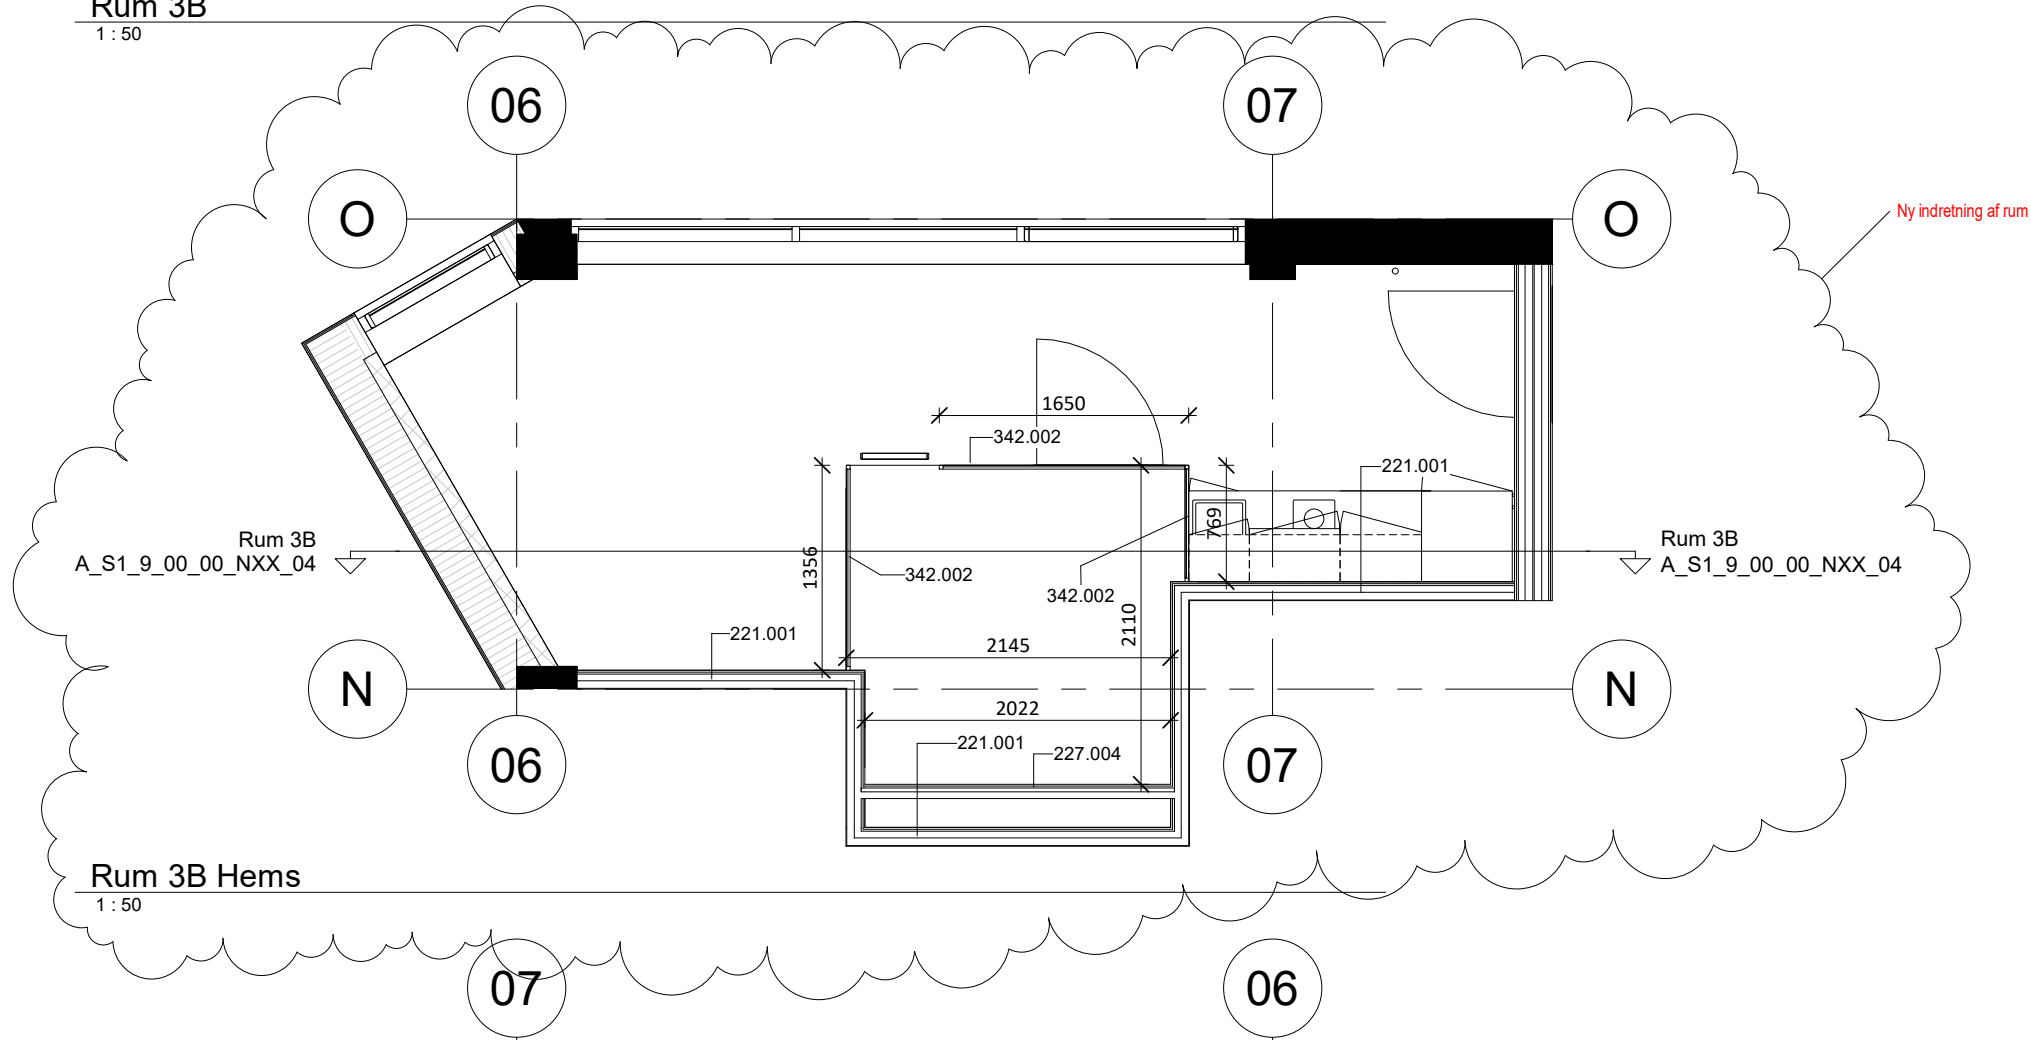 Rum 3B
1 : 50
06
07
O
O
Ny indretning af rum
1650
342.002
221.001
769
Rum 3B
A_S1_9_00_00_NXX_04
Rum 3B
A_S1_9_00_00_NXX_04
1356
342.002
342.002
2110
221.001
2145
N
N
2022
221.001
227.004
06
07
Rum 3B Hems
1 : 50
07
06